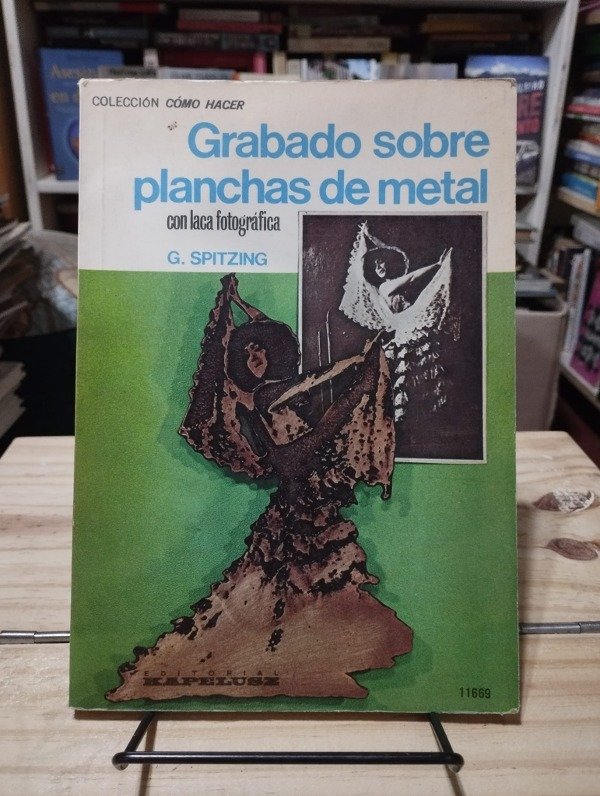 COLECCIÓN CÓMO HACER
Grabado sobre
planchas de metal
con laca fotográfica
G. SPITZING
EDITORIAL
KAPELUSZ
11669